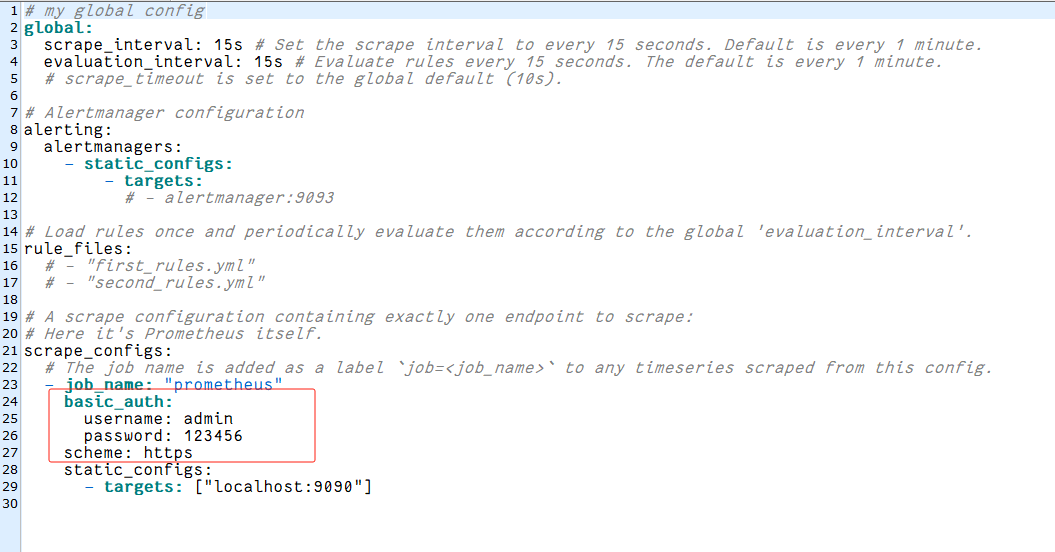 1 # my global config
2 global:
3   scrape_interval: 15s # Set the scrape interval to every 15 seconds. Default is every 1 minute.
4   evaluation_interval: 15s # Evaluate rules every 15 seconds. The default is every 1 minute.
5   # scrape_timeout is set to the global default (10s).
6
7 # Alertmanager configuration
8 alerting:
9   alertmanagers:
10     - static_configs:
11         - targets:
12           # - alertmanager:9093
13
14 # Load rules once and periodically evaluate them according to the global 'evaluation_interval'.
15 rule_files:
16   # - "first_rules.yml"
17   # - "second_rules.yml"
18
19 # A scrape configuration containing exactly one endpoint to scrape:
20 # Here it's Prometheus itself.
21 scrape_configs:
22   # The job name is added as a label `job=<job_name>` to any timeseries scraped from this config.
23   - job_name: "prometheus"
24     basic_auth:
25       username: admin
26       password: 123456
27     scheme: https
28     static_configs:
29       - targets: ["localhost:9090"]
30